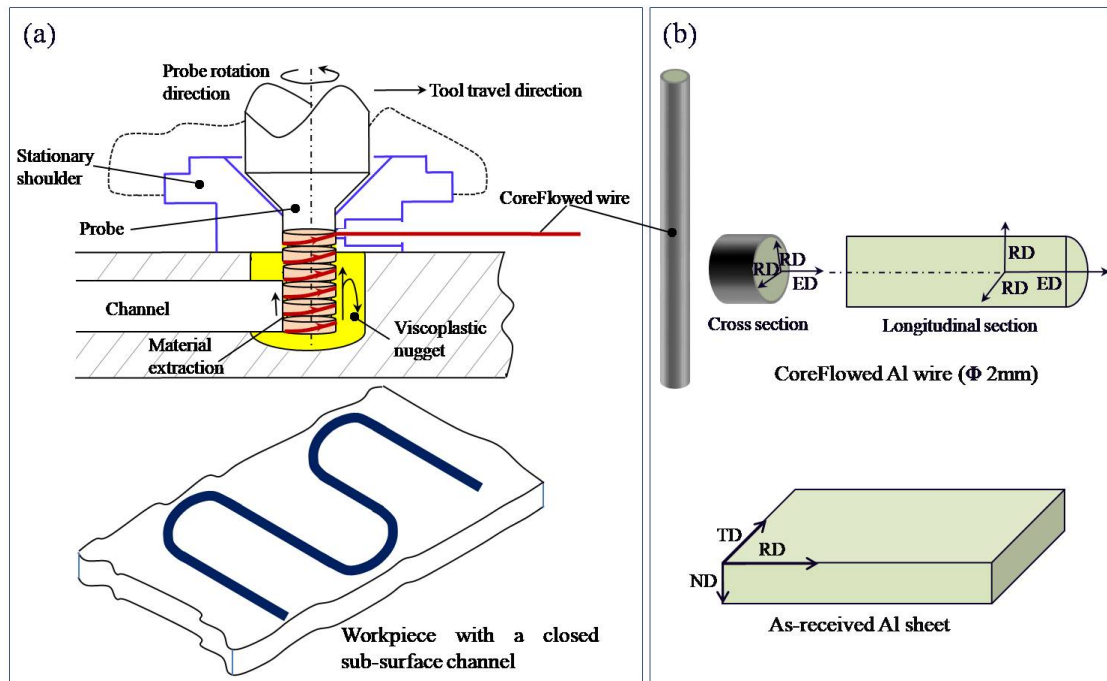 (a)
Probe rotation
direction
Tool travel direction
Stationary
shoulder
CoreFlowed wire
Probe
Channel
Material
extraction
Viscoplastic
nugget
Workpiece with a closed
sub-surface channel
(b)
RD
RD
ED
Cross section
RD
RD
ED
Longitudinal section
CoreFlowed Al wire (Φ 2mm)
TD
RD
ND
As-received Al sheet